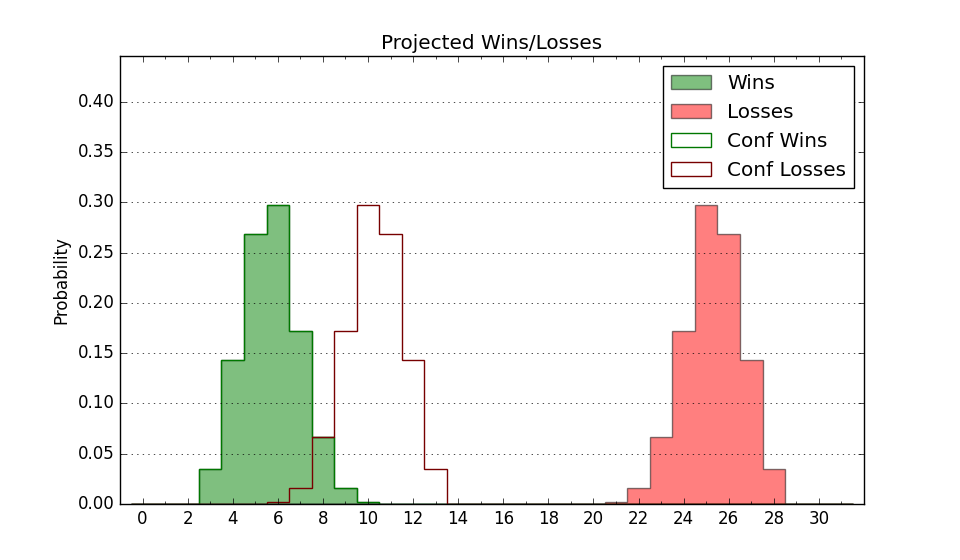 Projected Wins/Losses
Wins
Losses
Conf Wins
Conf Losses
Probability
0.40
0.35
0.30
0.25
0.20
0.15
0.10
0.05
0.00
0 2 4 6 8 10 12 14 16 18 20 22 24 26 28 30